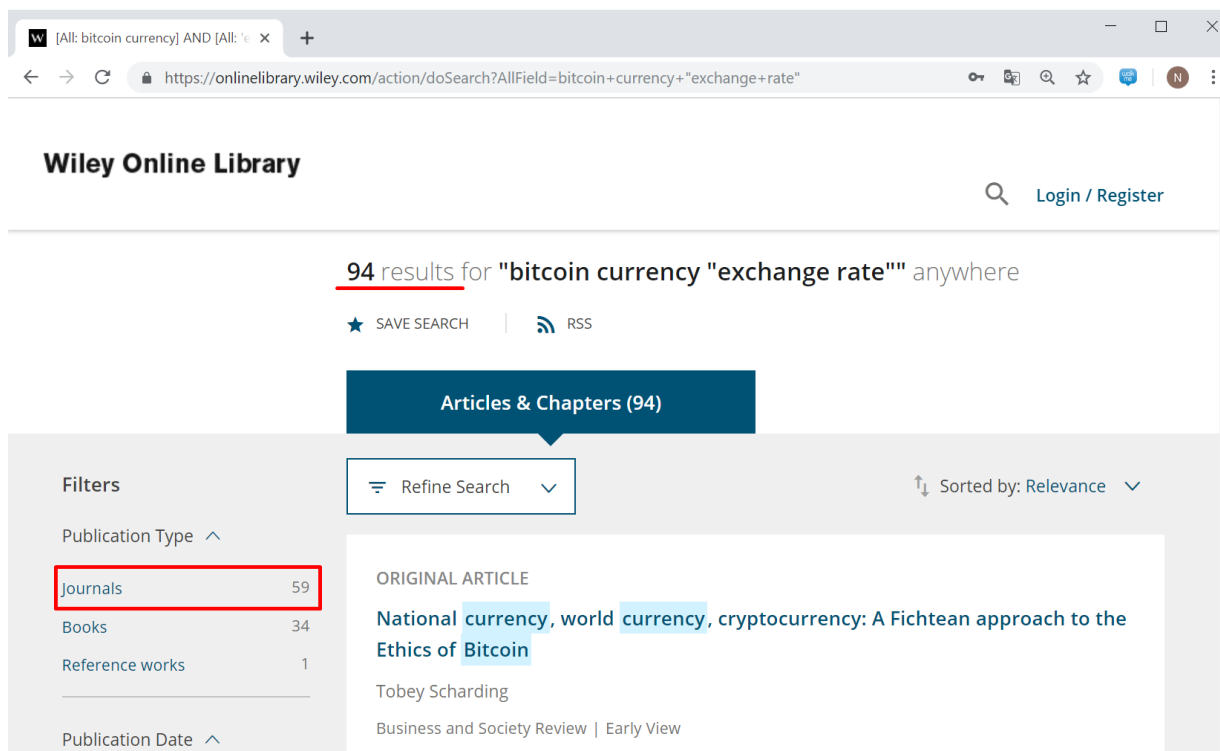 W [All: bitcoin currency] AND [All: 'e
https://onlinelibrary.wiley.com/action/doSearch?AllField=bitcoin+currency+"exchange+rate"
N
Wiley Online Library
Login / Register
94 results for "bitcoin currency "exchange rate"" anywhere
SAVE SEARCH
RSS
Articles & Chapters (94)
Filters
Refine Search
Sorted by: Relevance
Publication Type
Journals 59
Books 34
Reference works 1
Publication Date
ORIGINAL ARTICLE
National currency, world currency, cryptocurrency: A Fichtean approach to the
Ethics of Bitcoin
Tobey Scharding
Business and Society Review | Early View